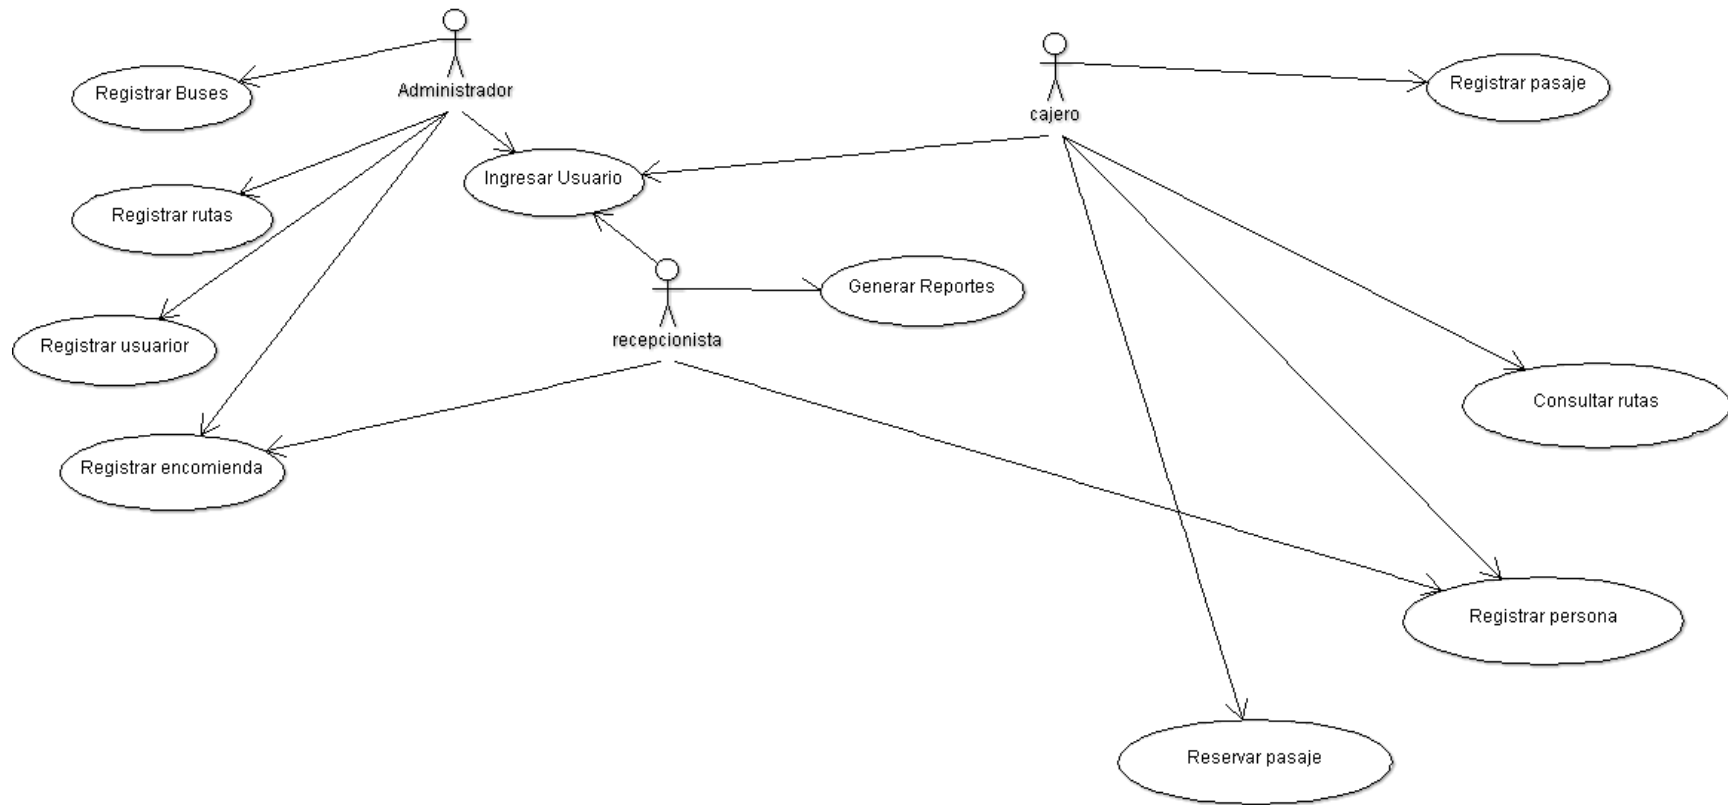 Administrador
Registrar Buses
cajero
Registrar pasaje
Ingresar Usuario
Registrar rutas
Generar Reportes
recepcionista
Registrar usuarior
Consultar rutas
Registrar encomienda
Registrar persona
Reservar pasaje